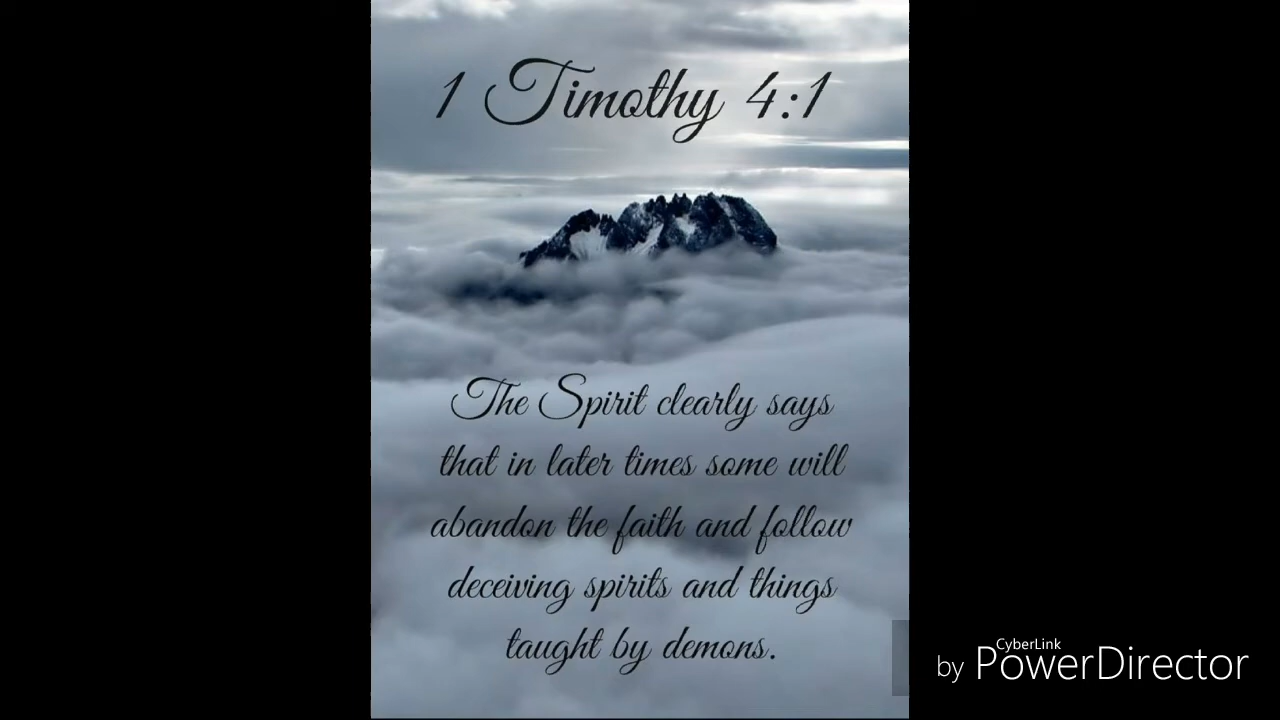 1 Timothy 4:1
The Spirit clearly says
that in later times some will
abandon the faith and follow
deceiving spirits and things
taught by demons.
CyberLink
by PowerDirector